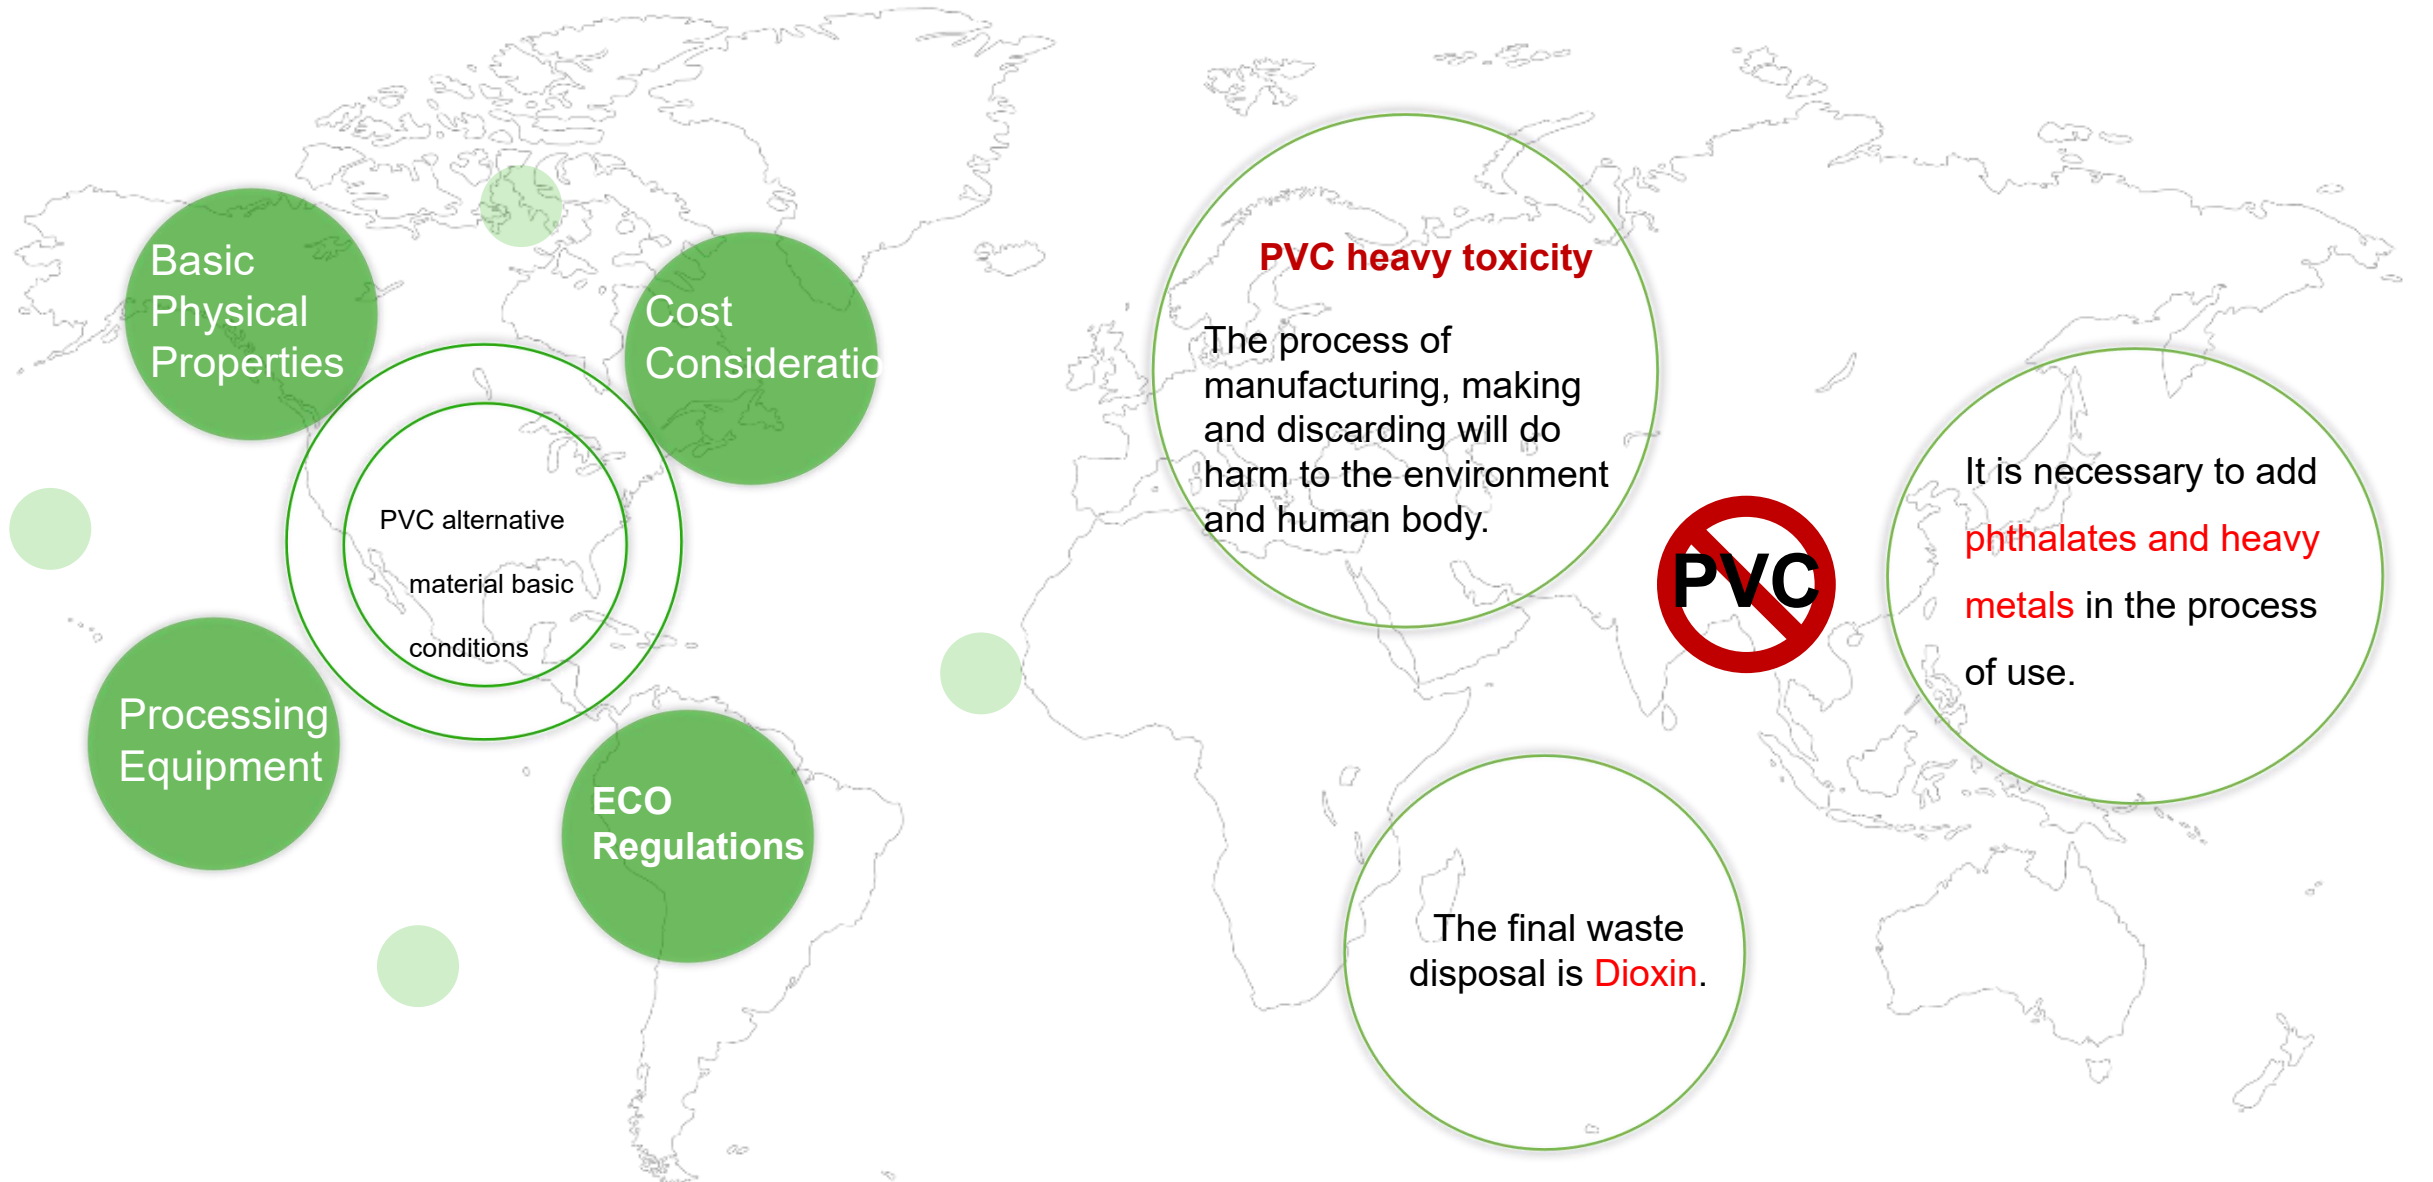 Basic
Physical
Properties
Cost
Consideratio
PVC alternative
material basic
conditions
Processing
Equipment
ECO
Regulations
PVC heavy toxicity
The process of
manufacturing, making
and discarding will do
harm to the environment
and human body.
PVC
It is necessary to add
phthalates and heavy
metals in the process
of use.
The final waste
disposal is Dioxin.